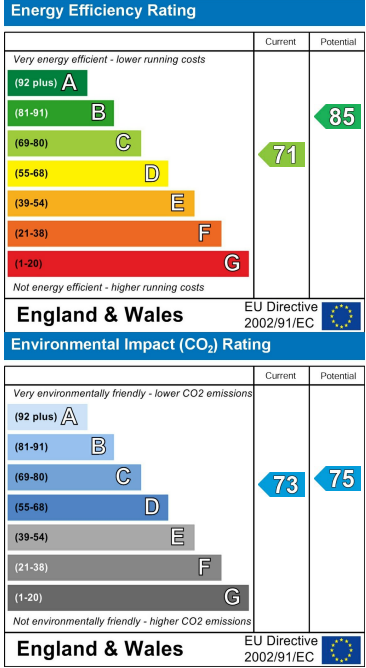 Energy Efficiency Rating
Current Potential
Very energy efficient - lower running costs
(92 plus) A
(81-91) B
85
(69-80) C
71
(55-68) D
(39-54) E
(21-38) F
(1-20) G
Not energy efficient - higher running costs
England & Wales
EU Directive
2002/91/EC
Environmental Impact (CO₂) Rating
Current Potential
Very environmentally friendly - lower CO2 emissions
(92 plus) A
(81-91) B
(69-80) C
73 75
(55-68) D
(39-54) E
(21-38) F
(1-20) G
Not environmentally friendly - higher CO2 emissions
England & Wales
EU Directive
2002/91/EC